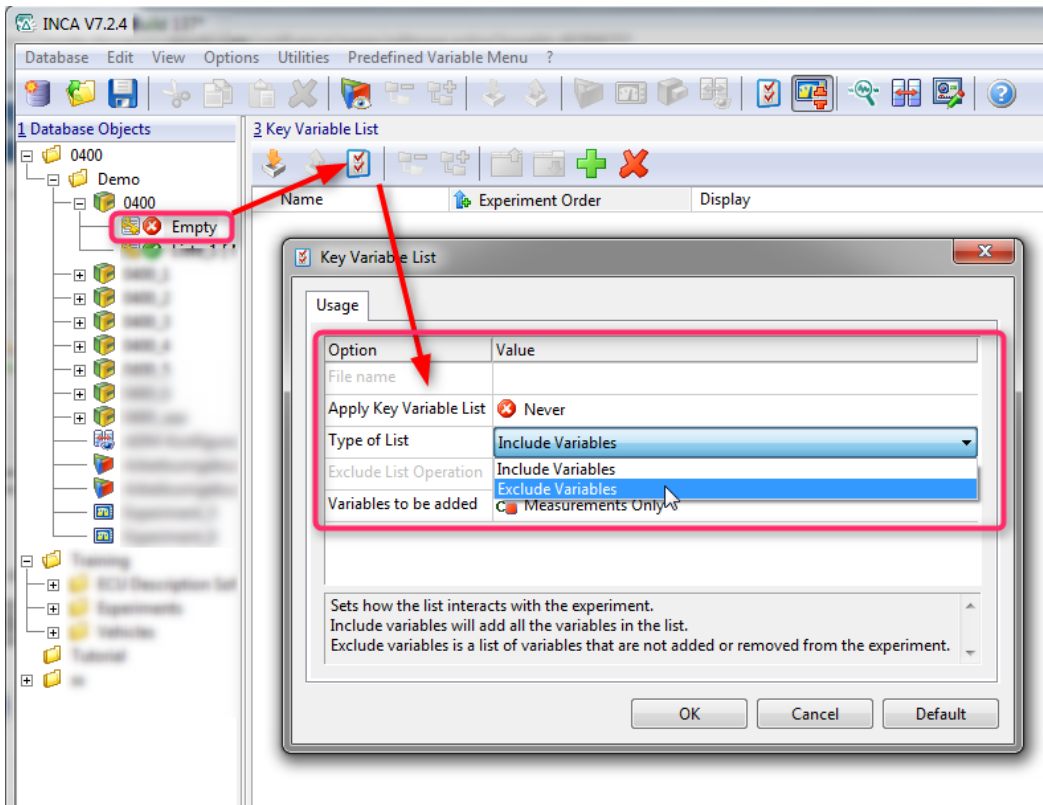 INCA V7.2.4
Database Edit View Options Utilities Predefined Variable Menu ?
1 Database Objects
3 Key Variable List
0400
Demo
0400
Empty
Name Experiment Order Display
Key Variable List
Usage
Option Value
File name
Apply Key Variable List Never
Type of List Include Variables
Include Variables
Exclude List Operation
Exclude Variables
Variables to be added Measurements Only
Sets how the list interacts with the experiment.
Include variables will add all the variables in the list.
Exclude variables is a list of variables that are not added or removed from the experiment.
OK Cancel Default